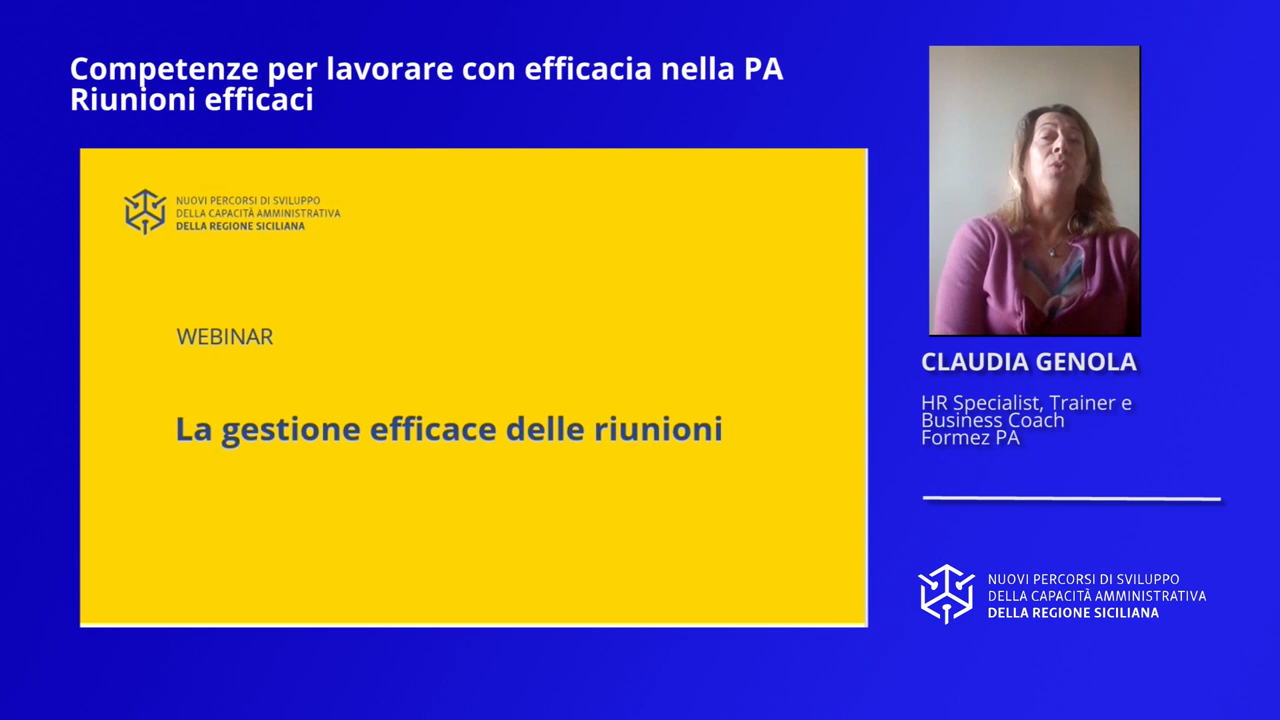 Competenze per lavorare con efficacia nella PA
Riunioni efficaci
NUOVI PERCORSI DI SVILUPPO
DELLA CAPACITÀ AMMINISTRATIVA
DELLA REGIONE SICILIANA
WEBINAR
La gestione efficace delle riunioni
CLAUDIA GENOLA
HR Specialist, Trainer e
Business Coach
Formez PA
NUOVI PERCORSI DI SVILUPPO
DELLA CAPACITÀ AMMINISTRATIVA
DELLA REGIONE SICILIANA